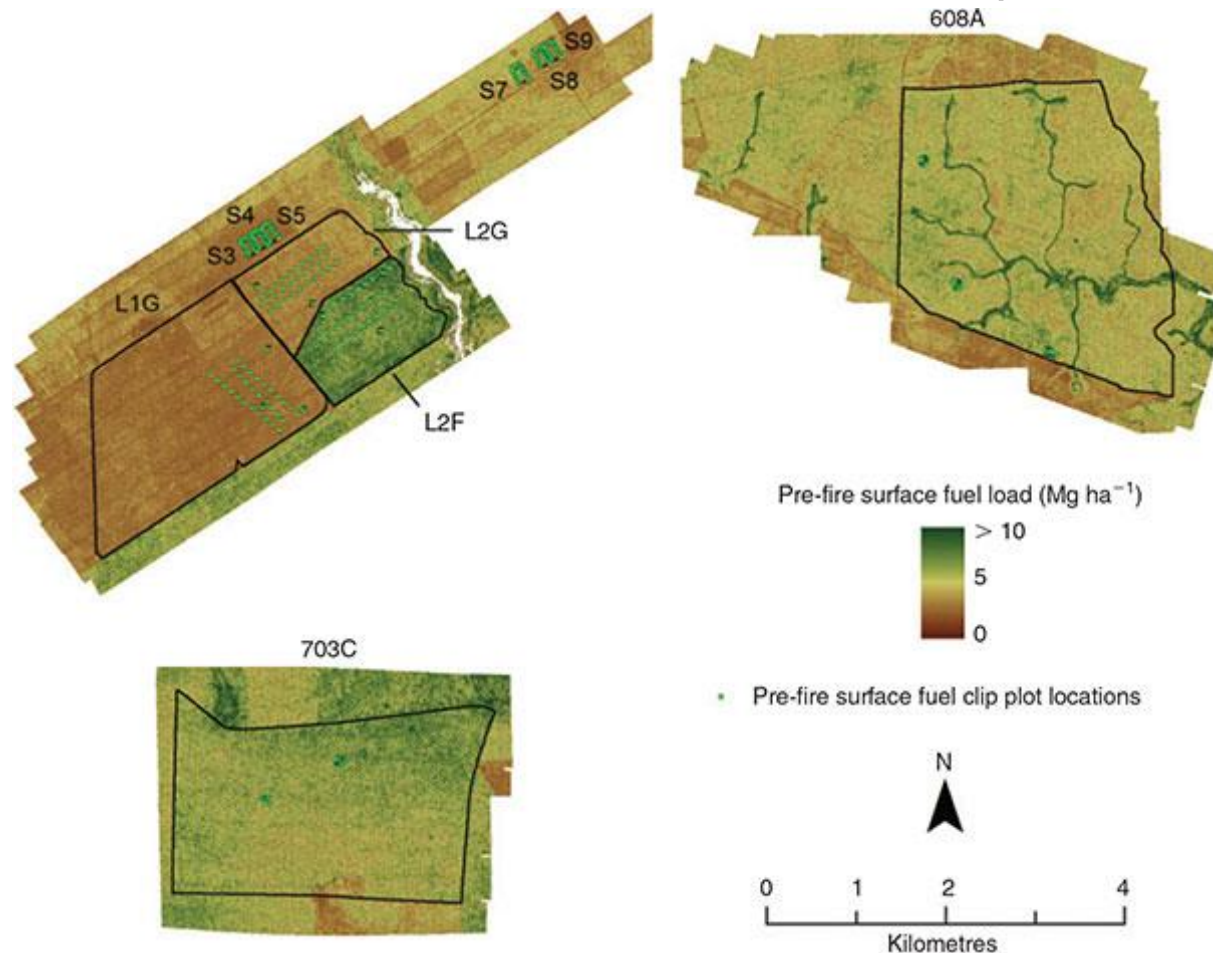 608A
S9
S7
S8
S4
S5
S3
L2G
L1G
L2F
Pre-fire surface fuel load (Mg ha⁻¹)
> 10
5
0
703C
Pre-fire surface fuel clip plot locations
N
0 1 2 4
Kilometres